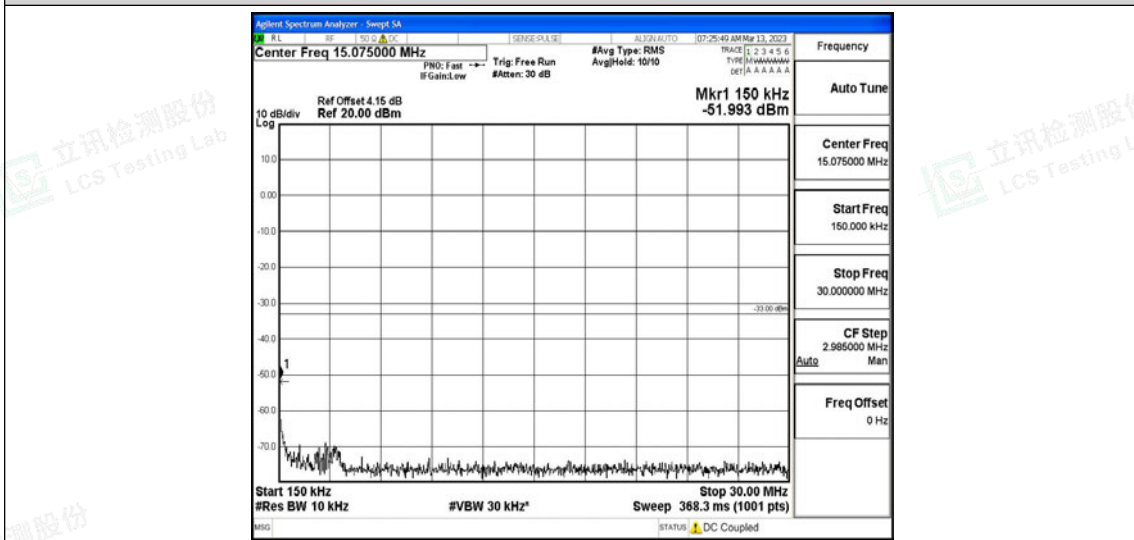 Agilent Spectrum Analyzer - Swept SA
RL RF 50 Ω DC SENSE:PULSE ALIGN AUTO 07:25:49 AM Mar 13, 2023
Center Freq 15.075000 MHz
PNO: Fast Trig: Free Run
IFGain:Low #Atten: 30 dB
#Avg Type: RMS
Avg|Hold: 10/10
TRACE 1 2 3 4 5 6
TYPE M WWWWW
DET A A A A A A
Frequency
Auto Tune
Mkr1 150 kHz
-51.993 dBm
Ref Offset 4.15 dB
10 dB/div Ref 20.00 dBm
Log
10.0
0.00
-10.0
-20.0
-30.0
-40.0
-50.0
-60.0
-70.0
-33.00 dBm
1
Center Freq
15.075000 MHz
Start Freq
150.000 kHz
Stop Freq
30.000000 MHz
CF Step
2.985000 MHz
Auto Man
Freq Offset
0 Hz
Start 150 kHz Stop 30.00 MHz
#Res BW 10 kHz #VBW 30 kHz* Sweep 368.3 ms (1001 pts)
MSG STATUS DC Coupled
立讯检测股份
LCS Testing Lab
立讯检测股份
LCS Testing L